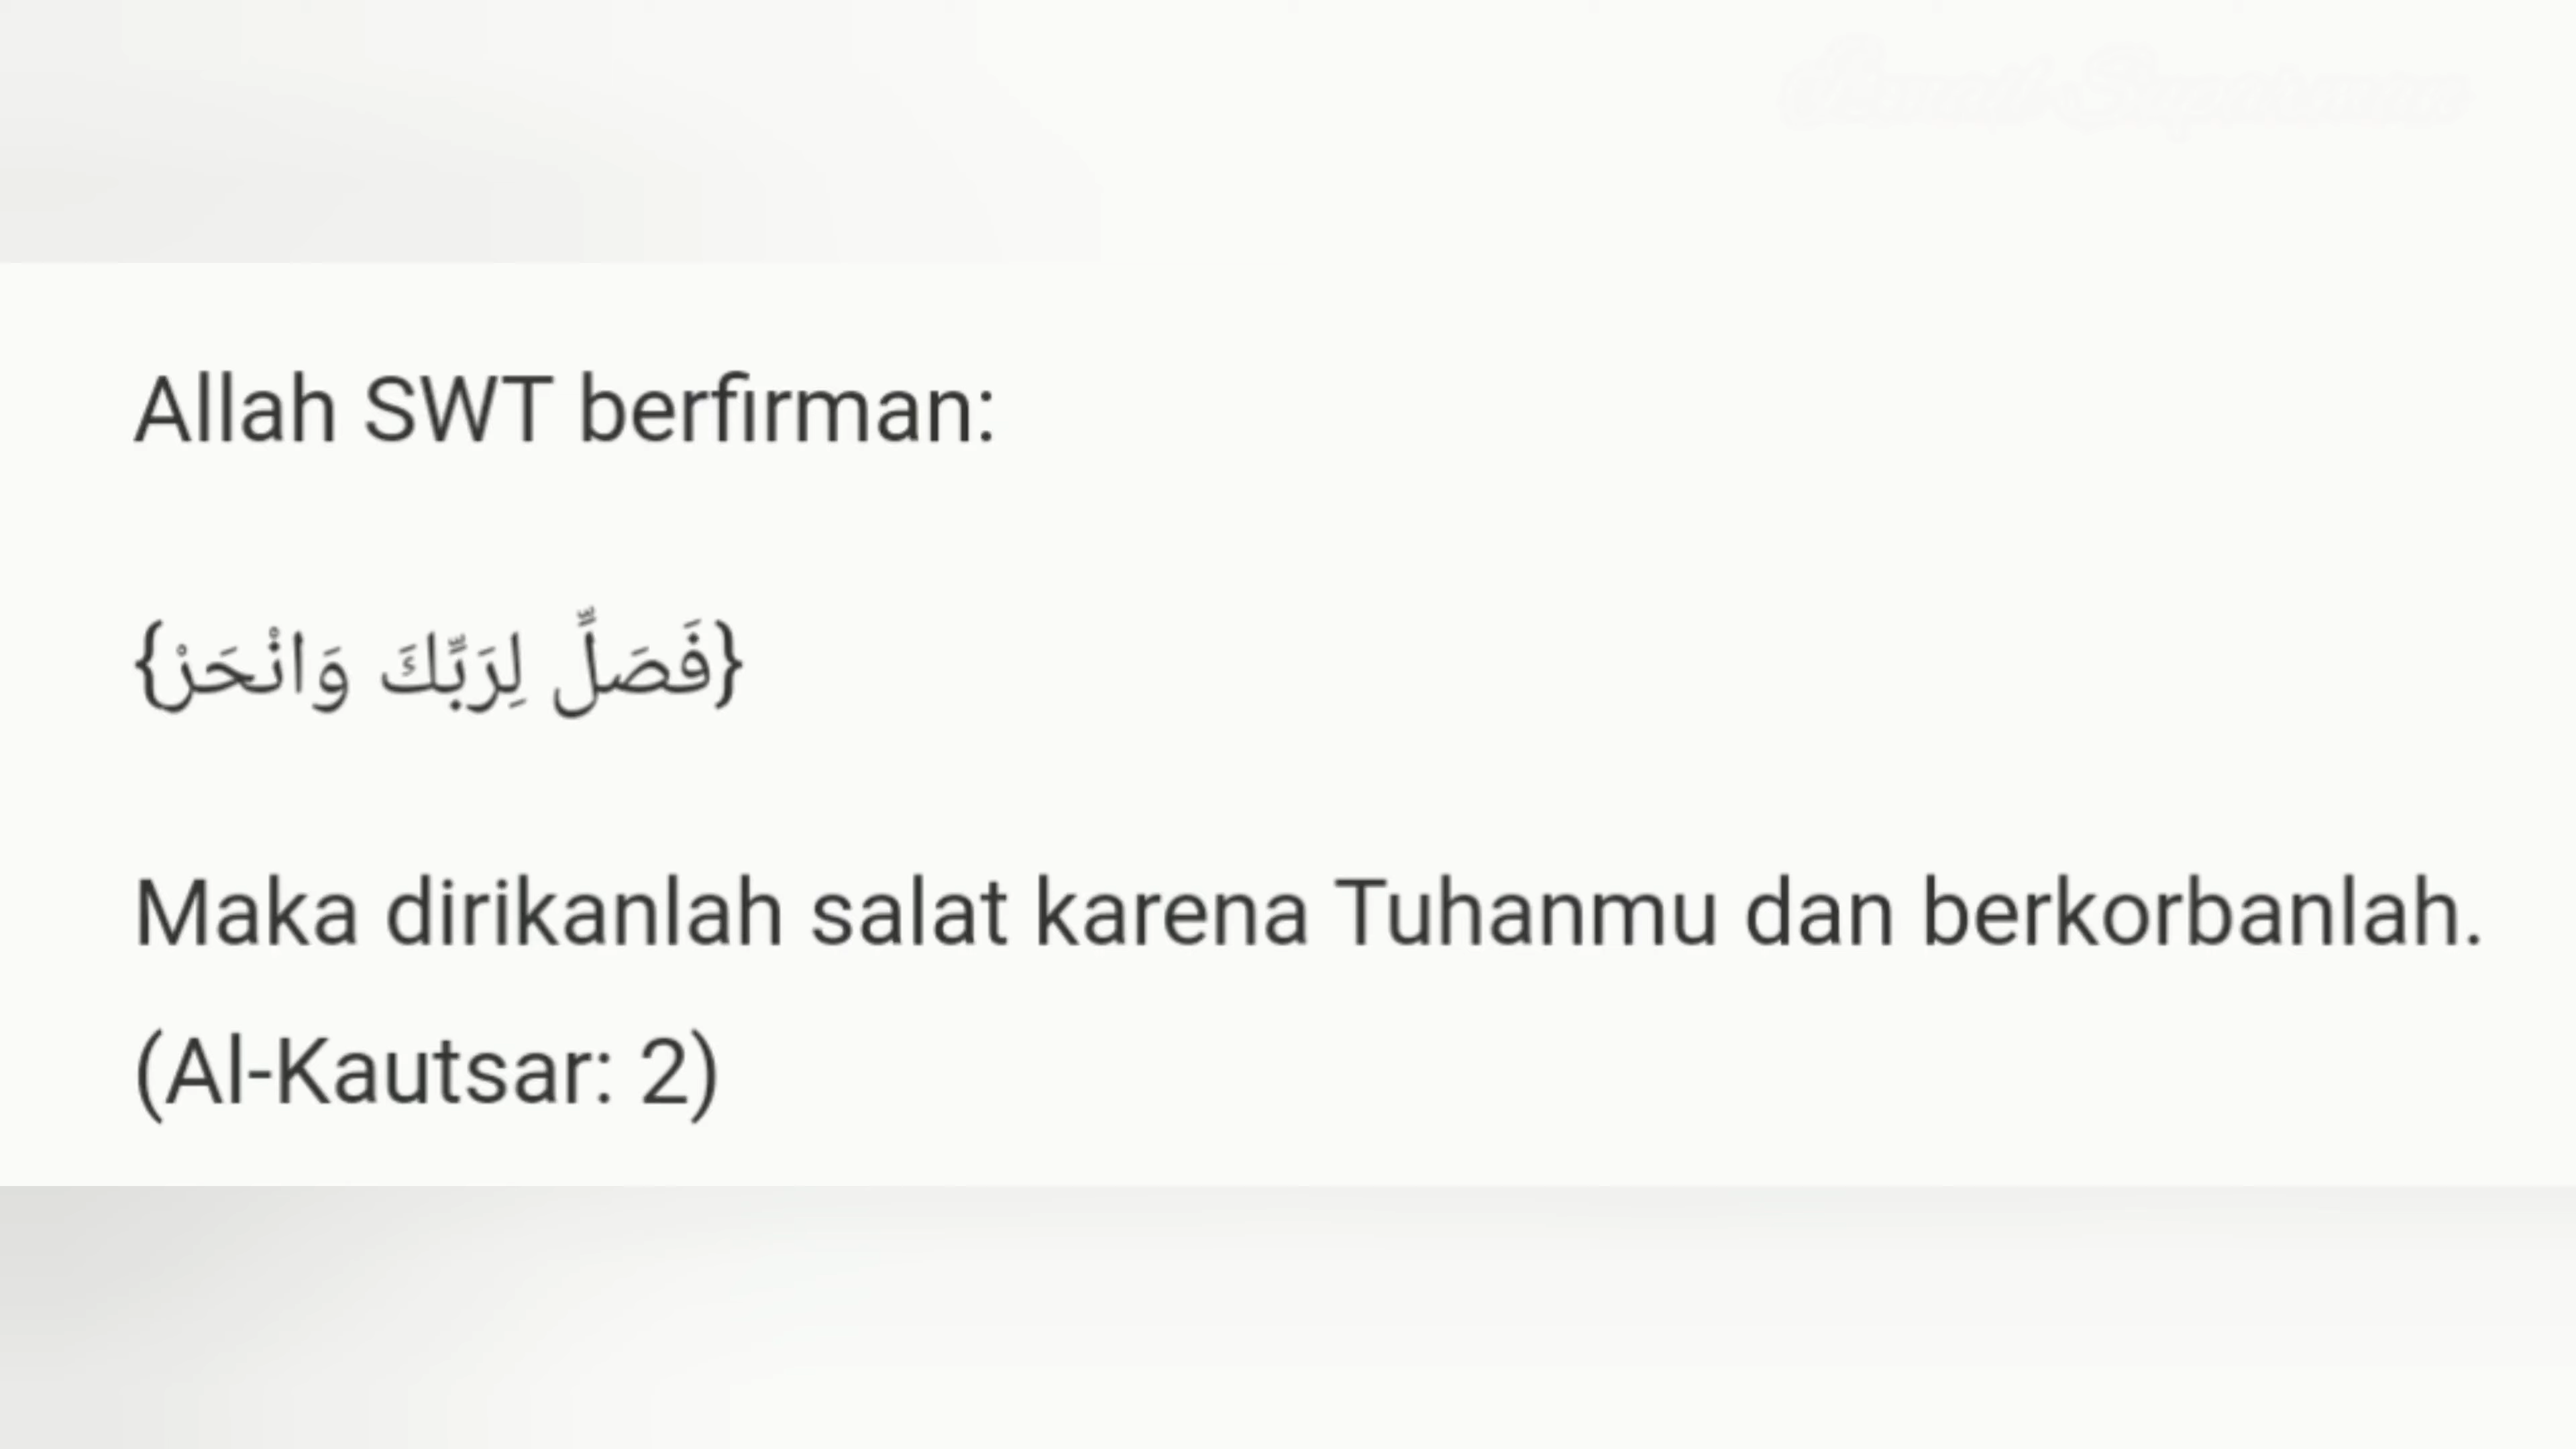 Allah SWT berfirman:
{فَصَلِّ لِرَبِّكَ وَانْحَرْ}
Maka dirikanlah salat karena Tuhanmu dan berkorbanlah.
(Al-Kautsar: 2)